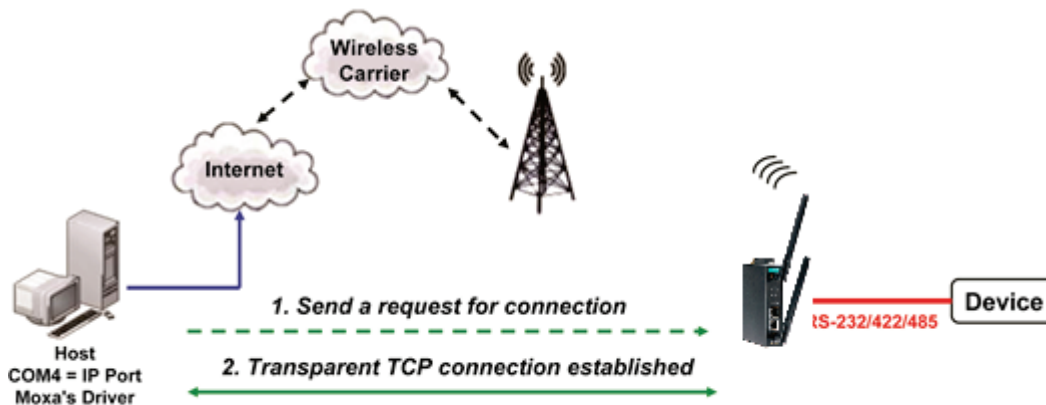 Wireless
Carrier
Internet
1. Send a request for connection
Device
RS-232/422/485
2. Transparent TCP connection established
Host
COM4 = IP Port
Moxa's Driver